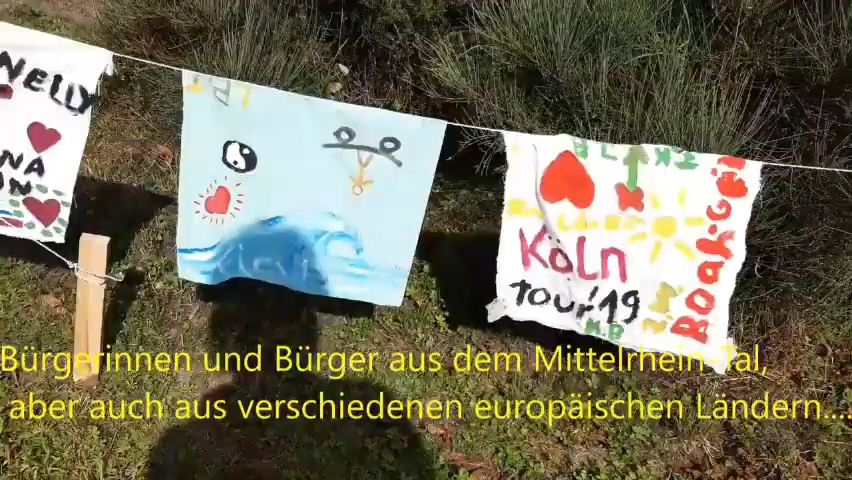 NELLY
NA
Köln
Tour'19
M.B
Bürgerinnen und Bürger aus dem Mittelrhein-Tal,
aber auch aus verschiedenen europäischen Ländern....